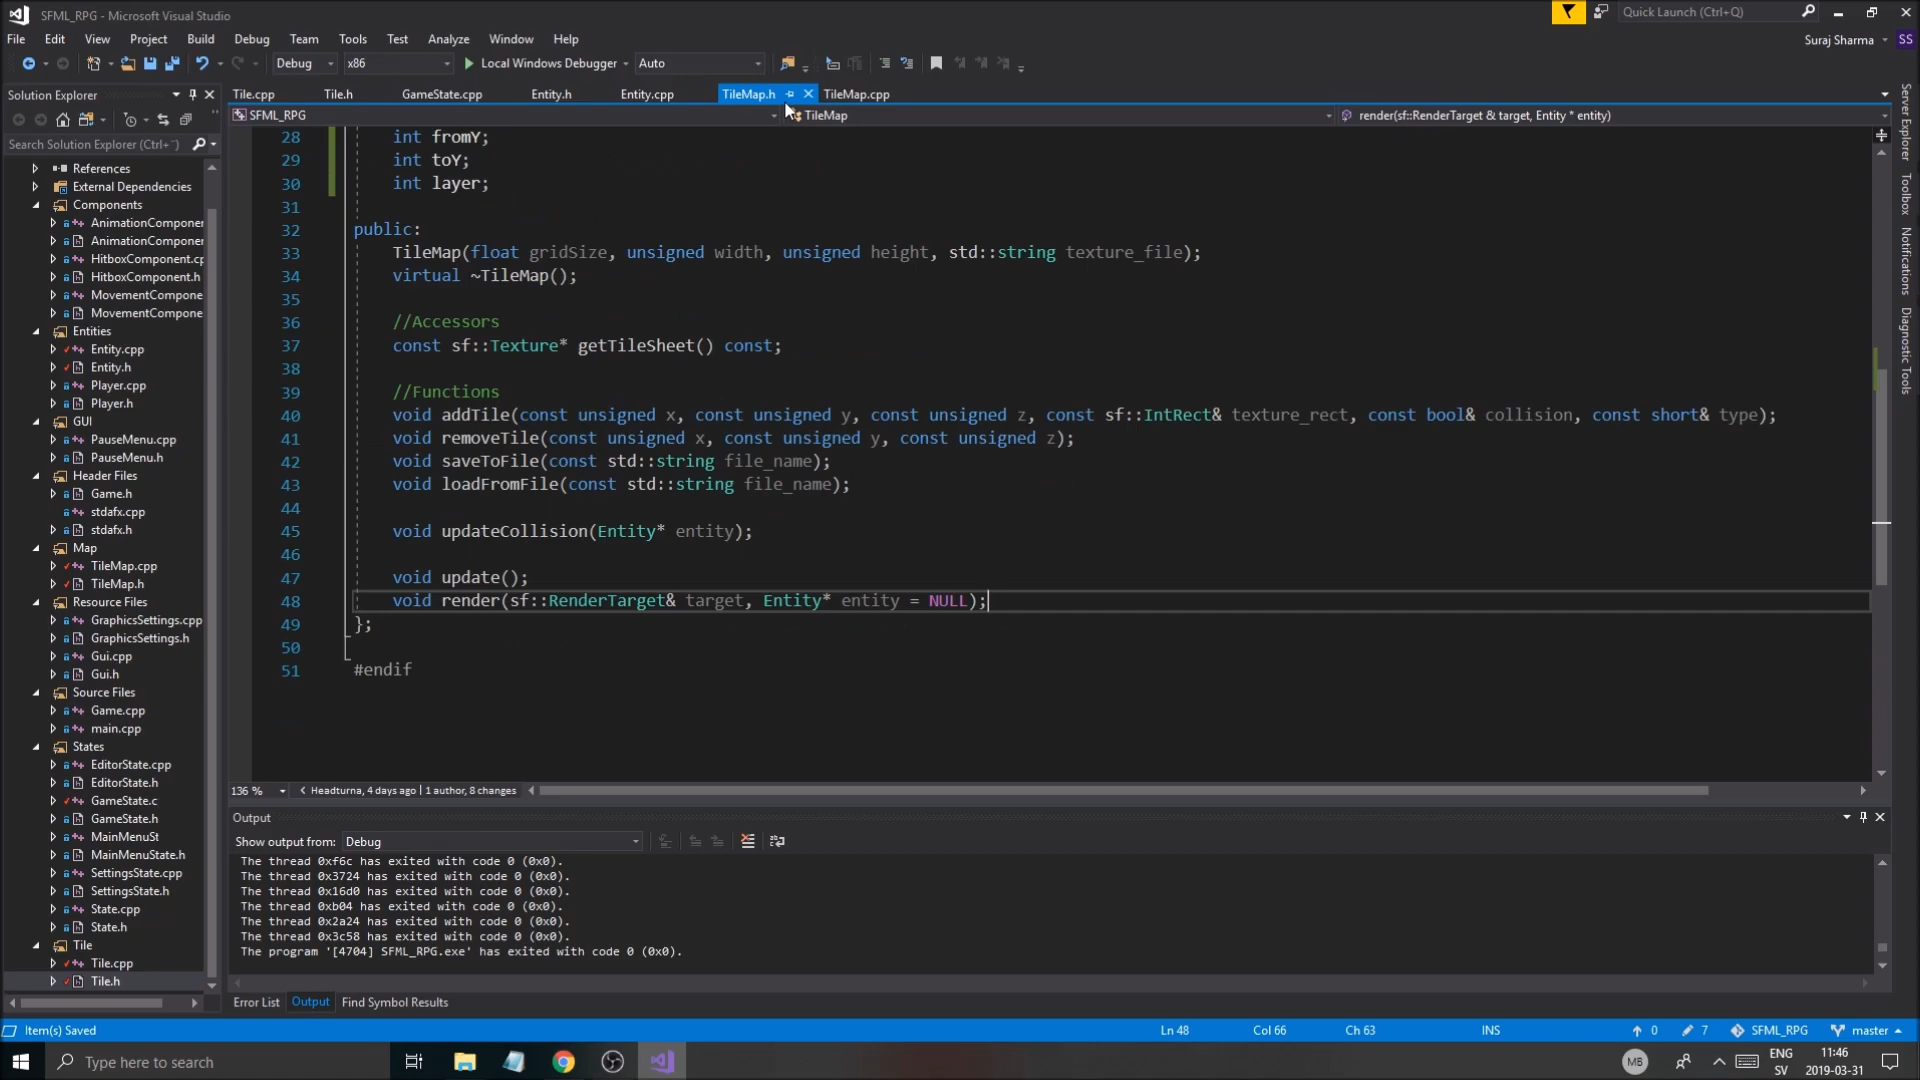 SFML_RPG - Microsoft Visual Studio
Quick Launch (Ctrl+Q)
File Edit View Project Build Debug Team Tools Test Analyze Window Help
Suraj Sharma SS
Debug x86 Local Windows Debugger Auto
Solution Explorer
Search Solution Explorer (Ctrl+¨)
References
External Dependencies
Components
AnimationComponen
AnimationComponen
HitboxComponent.cp
HitboxComponent.h
MovementCompone
MovementCompone
Entities
Entity.cpp
Entity.h
Player.cpp
Player.h
GUI
PauseMenu.cpp
PauseMenu.h
Header Files
Game.h
stdafx.cpp
stdafx.h
Map
TileMap.cpp
TileMap.h
Resource Files
GraphicsSettings.cpp
GraphicsSettings.h
Gui.cpp
Gui.h
Source Files
Game.cpp
main.cpp
States
EditorState.cpp
EditorState.h
GameState.c
GameState.h
MainMenuSt
MainMenuState.h
SettingsState.cpp
SettingsState.h
State.cpp
State.h
Tile
Tile.cpp
Tile.h
Tile.cpp Tile.h GameState.cpp Entity.h Entity.cpp TileMap.h TileMap.cpp
SFML_RPG TileMap render(sf::RenderTarget & target, Entity * entity)
28 int fromY;
29 int toY;
30 int layer;
31
32 public:
33 TileMap(float gridSize, unsigned width, unsigned height, std::string texture_file);
34 virtual ~TileMap();
35
36 //Accessors
37 const sf::Texture* getTileSheet() const;
38
39 //Functions
40 void addTile(const unsigned x, const unsigned y, const unsigned z, const sf::IntRect& texture_rect, const bool& collision, const short& type);
41 void removeTile(const unsigned x, const unsigned y, const unsigned z);
42 void saveToFile(const std::string file_name);
43 void loadFromFile(const std::string file_name);
44
45 void updateCollision(Entity* entity);
46
47 void update();
48 void render(sf::RenderTarget& target, Entity* entity = NULL);
49 };
50
51 #endif
136 % Headturna, 4 days ago | 1 author, 8 changes
Output
Show output from: Debug
The thread 0xf6c has exited with code 0 (0x0).
The thread 0x3724 has exited with code 0 (0x0).
The thread 0x16d0 has exited with code 0 (0x0).
The thread 0xb04 has exited with code 0 (0x0).
The thread 0x2a24 has exited with code 0 (0x0).
The thread 0x3c58 has exited with code 0 (0x0).
The program '[4704] SFML_RPG.exe' has exited with code 0 (0x0).
Error List Output Find Symbol Results
Server Explorer
Toolbox
Notifications
Diagnostic Tools
Item(s) Saved Ln 48 Col 66 Ch 63 INS 0 7 SFML_RPG master
Type here to search
MB
ENG
SV
11:46
2019-03-31